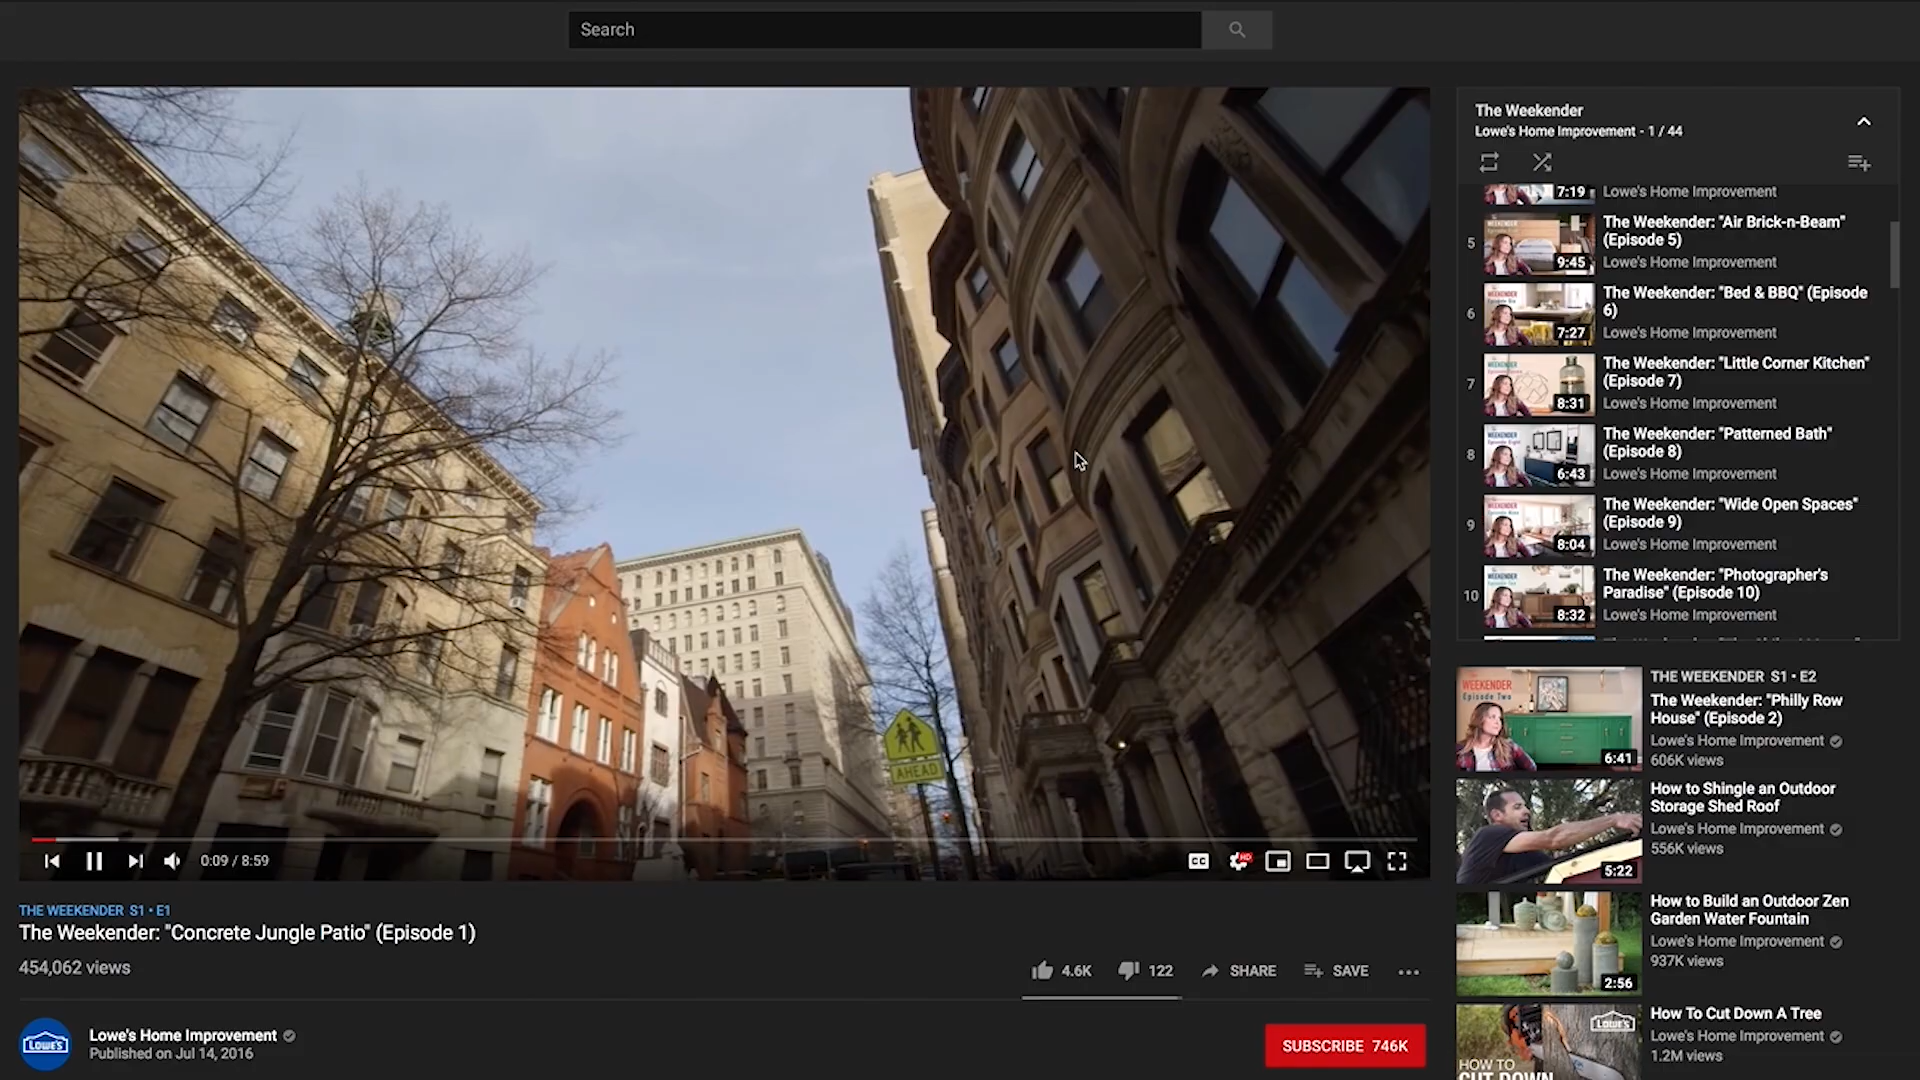 Search
The Weekender
Lowe's Home Improvement - 1 / 44
7:19
Lowe's Home Improvement
5
9:45
The Weekender: "Air Brick-n-Beam"
(Episode 5)
Lowe's Home Improvement
6
7:27
The Weekender: "Bed & BBQ" (Episode
6)
Lowe's Home Improvement
7
8:31
The Weekender: "Little Corner Kitchen"
(Episode 7)
Lowe's Home Improvement
8
WEEKENDER
6:43
The Weekender: "Patterned Bath"
(Episode 8)
Lowe's Home Improvement
9
WEEKENDER
8:04
The Weekender: "Wide Open Spaces"
(Episode 9)
Lowe's Home Improvement
10
WEEKENDER
8:32
The Weekender: "Photographer's
Paradise" (Episode 10)
Lowe's Home Improvement
AHEAD
0:09 / 8:59
CC
HD
THE WEEKENDER S1 • E1
The Weekender: "Concrete Jungle Patio" (Episode 1)
454,062 views
4.6K
122
SHARE
SAVE
LOWE'S
Lowe's Home Improvement
Published on Jul 14, 2016
SUBSCRIBE 746K
WEEKENDER
Episode Two
6:41
THE WEEKENDER S1 • E2
The Weekender: "Philly Row
House" (Episode 2)
Lowe's Home Improvement
606K views
5:22
How to Shingle an Outdoor
Storage Shed Roof
Lowe's Home Improvement
556K views
2:56
How to Build an Outdoor Zen
Garden Water Fountain
Lowe's Home Improvement
937K views
LOWE'S
HOW TO
CUT DOWN
How To Cut Down A Tree
Lowe's Home Improvement
1.2M views